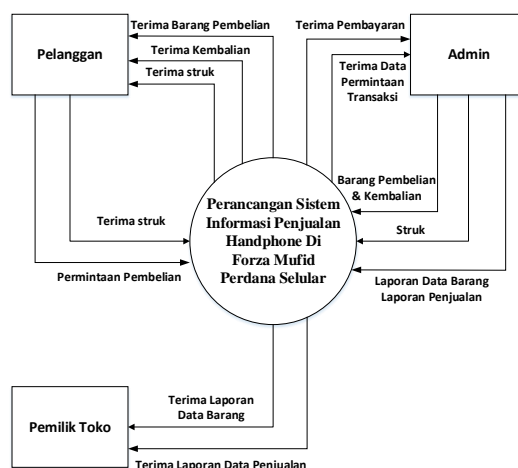 Terima Barang Pembelian
Pelanggan
Terima Kembalian
Terima struk
Terima Pembayaran
Admin
Terima Data
Permintaan
Transaksi
Perancangan Sistem
Informasi Penjualan
Handphone Di
Forza Mufid
Perdana Selular
Barang Pembelian
& Kembalian
Struk
Terima struk
Permintaan Pembelian
Laporan Data Barang
Laporan Penjualan
Pemilik Toko
Terima Laporan
Data Barang
Terima Laporan Data Penjualan